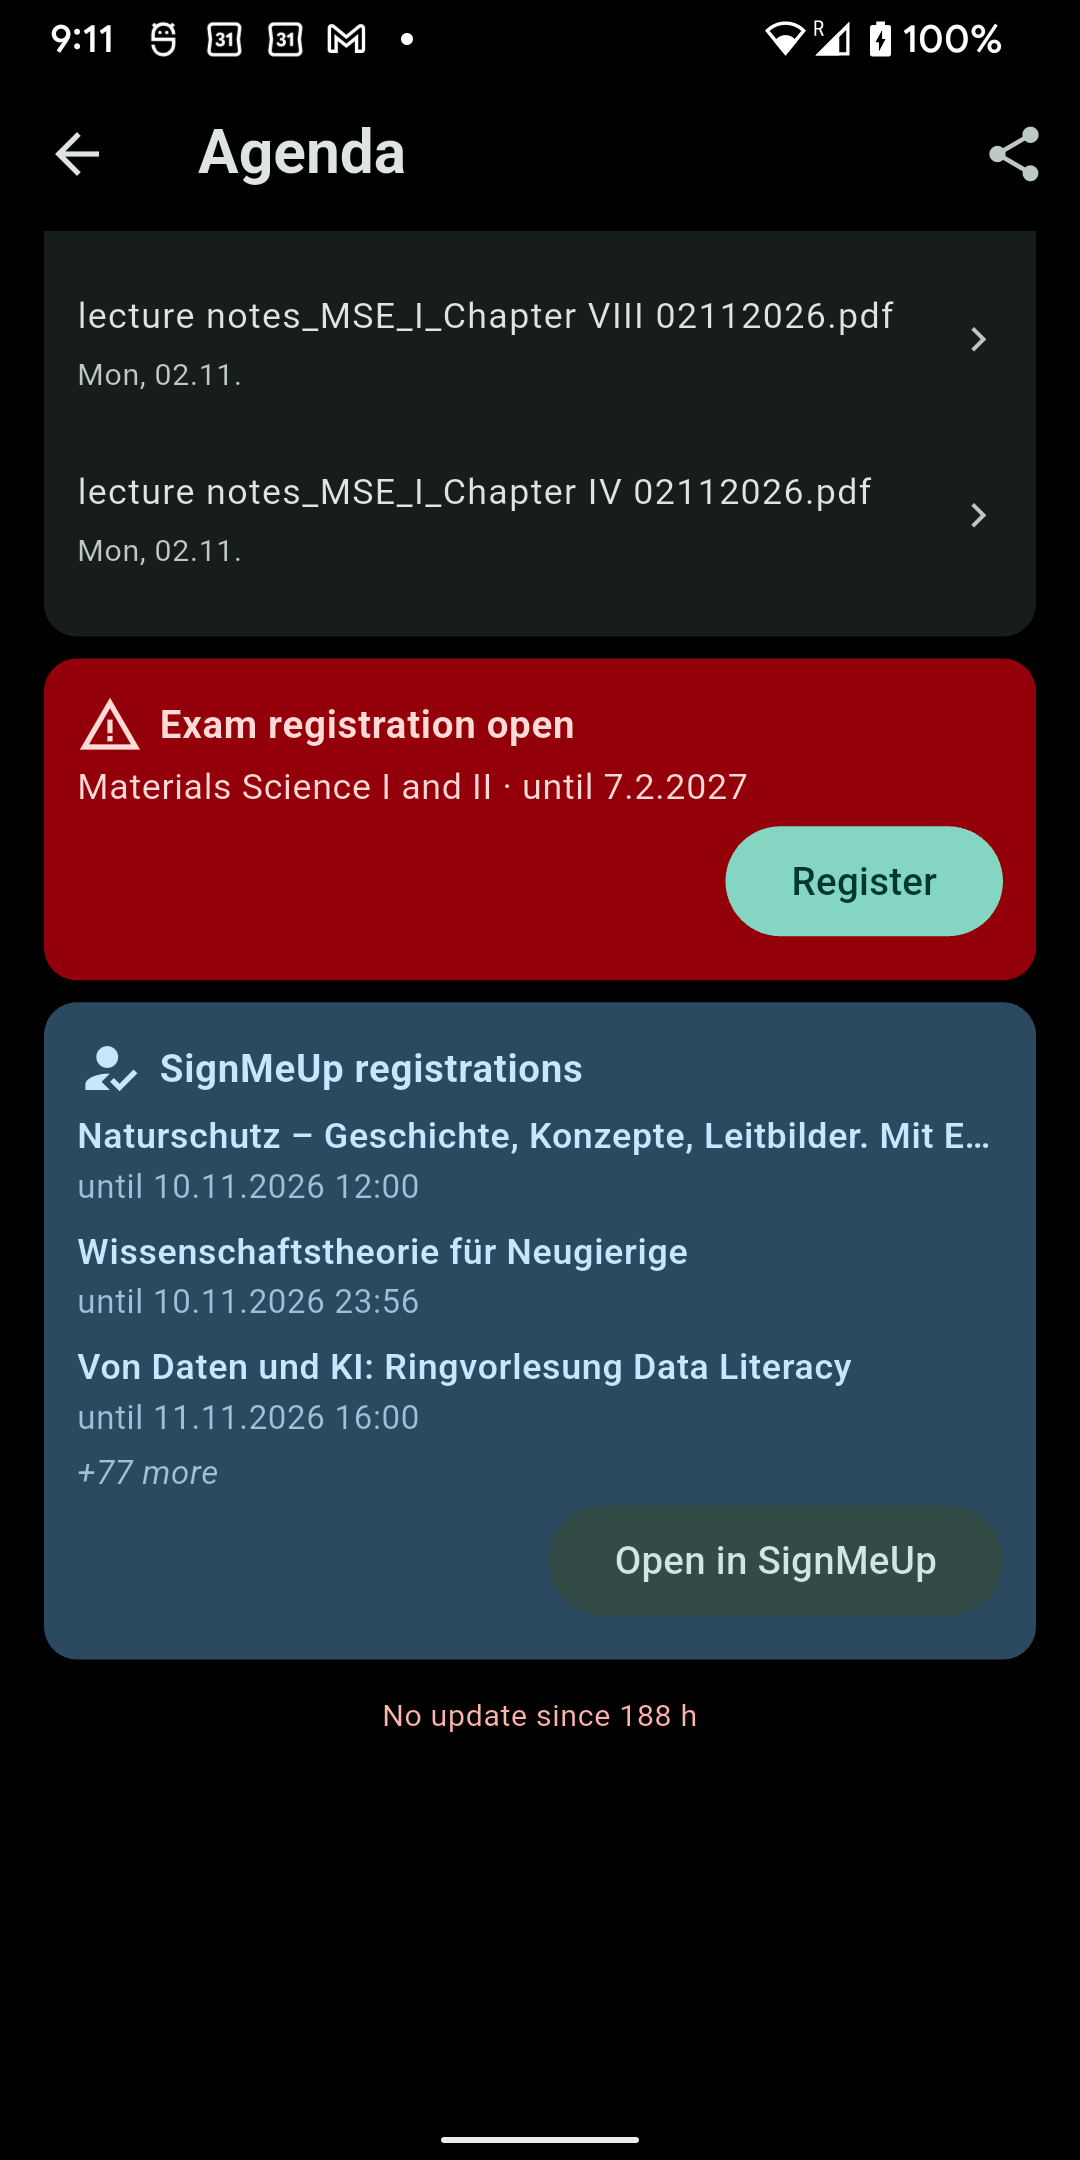 9:11 31 31 R 100%
Agenda
lecture notes_MSE_I_Chapter VIII 02112026.pdf
Mon, 02.11.
lecture notes_MSE_I_Chapter IV 02112026.pdf
Mon, 02.11.
Exam registration open
Materials Science I and II · until 7.2.2027
Register
SignMeUp registrations
Naturschutz – Geschichte, Konzepte, Leitbilder. Mit E…
until 10.11.2026 12:00
Wissenschaftstheorie für Neugierige
until 10.11.2026 23:56
Von Daten und KI: Ringvorlesung Data Literacy
until 11.11.2026 16:00
+77 more
Open in SignMeUp
No update since 188 h